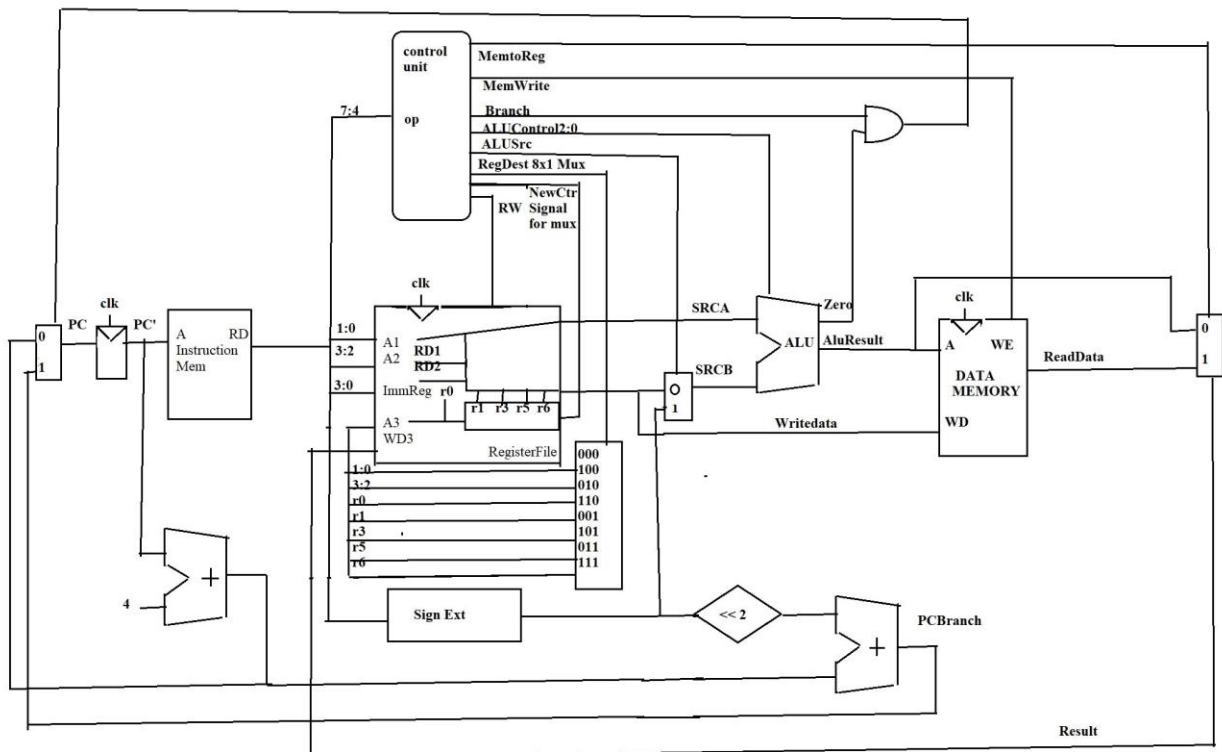 control
unit
op
7:4
MemtoReg
MemWrite
Branch
ALUControl2:0
ALUSrc
RegDest 8x1 Mux
NewCtr
Signal
for mux
RW
clk
PC
PC'
0
1
A
RD
Instruction
Mem
1:0
3:2
3:0
clk
A1
A2
RD1
RD2
ImmReg
r0
r1
r3
r5
r6
A3
WD3
RegisterFile
SRCA
SRCB
O
1
ALU
Zero
AluResult
clk
A
WE
DATA
MEMORY
WD
ReadData
Writedata
0
1
1:0
3:2
r0
r1
r3
r5
r6
000
100
010
110
001
101
011
111
4
+
Sign Ext
<< 2
+
PCBranch
Result